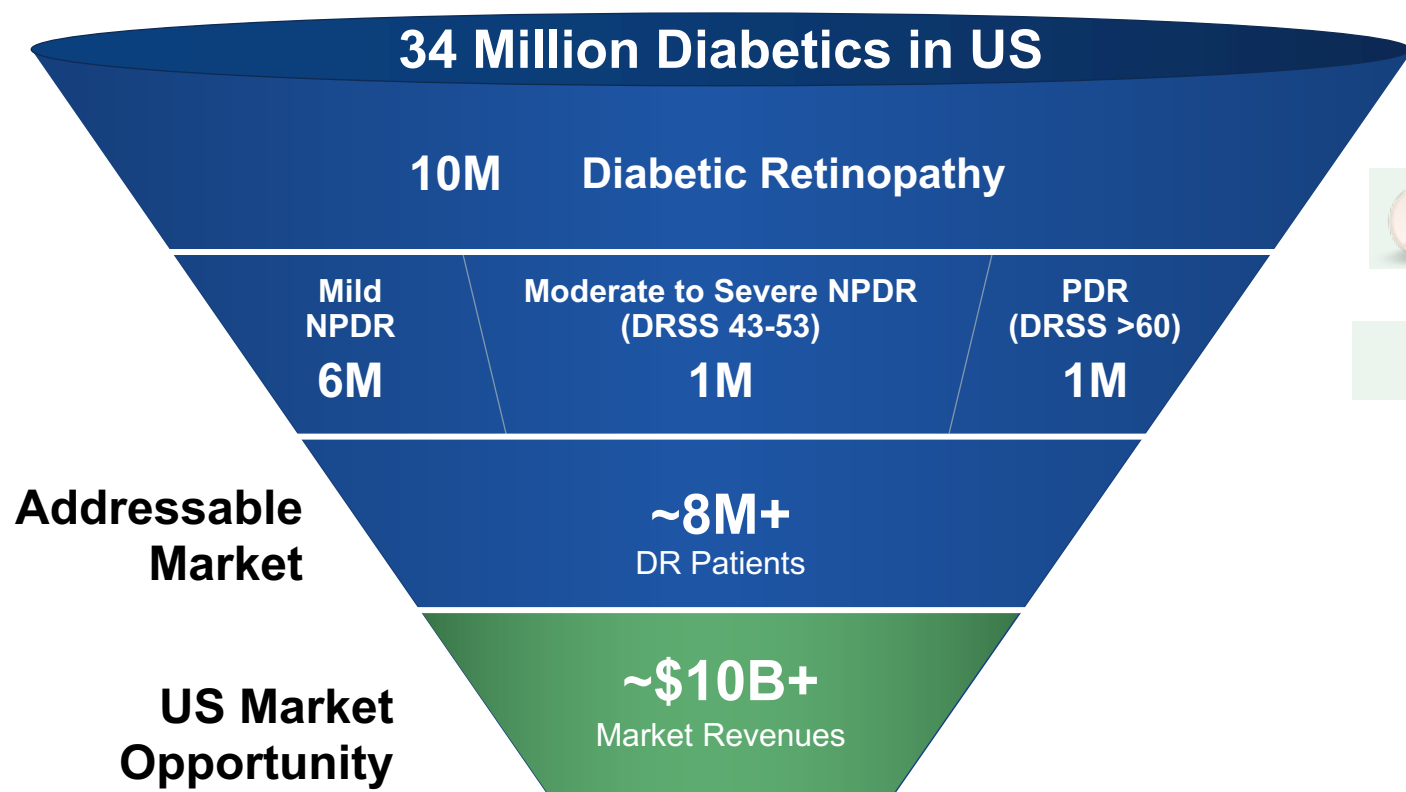 34 Million Diabetics in US
10M Diabetic Retinopathy
Mild
NPDR
6M
Moderate to Severe NPDR
(DRSS 43-53)
1M
PDR
(DRSS >60)
1M
Addressable
Market
~8M+
DR Patients
US Market
Opportunity
~$10B+
Market Revenues